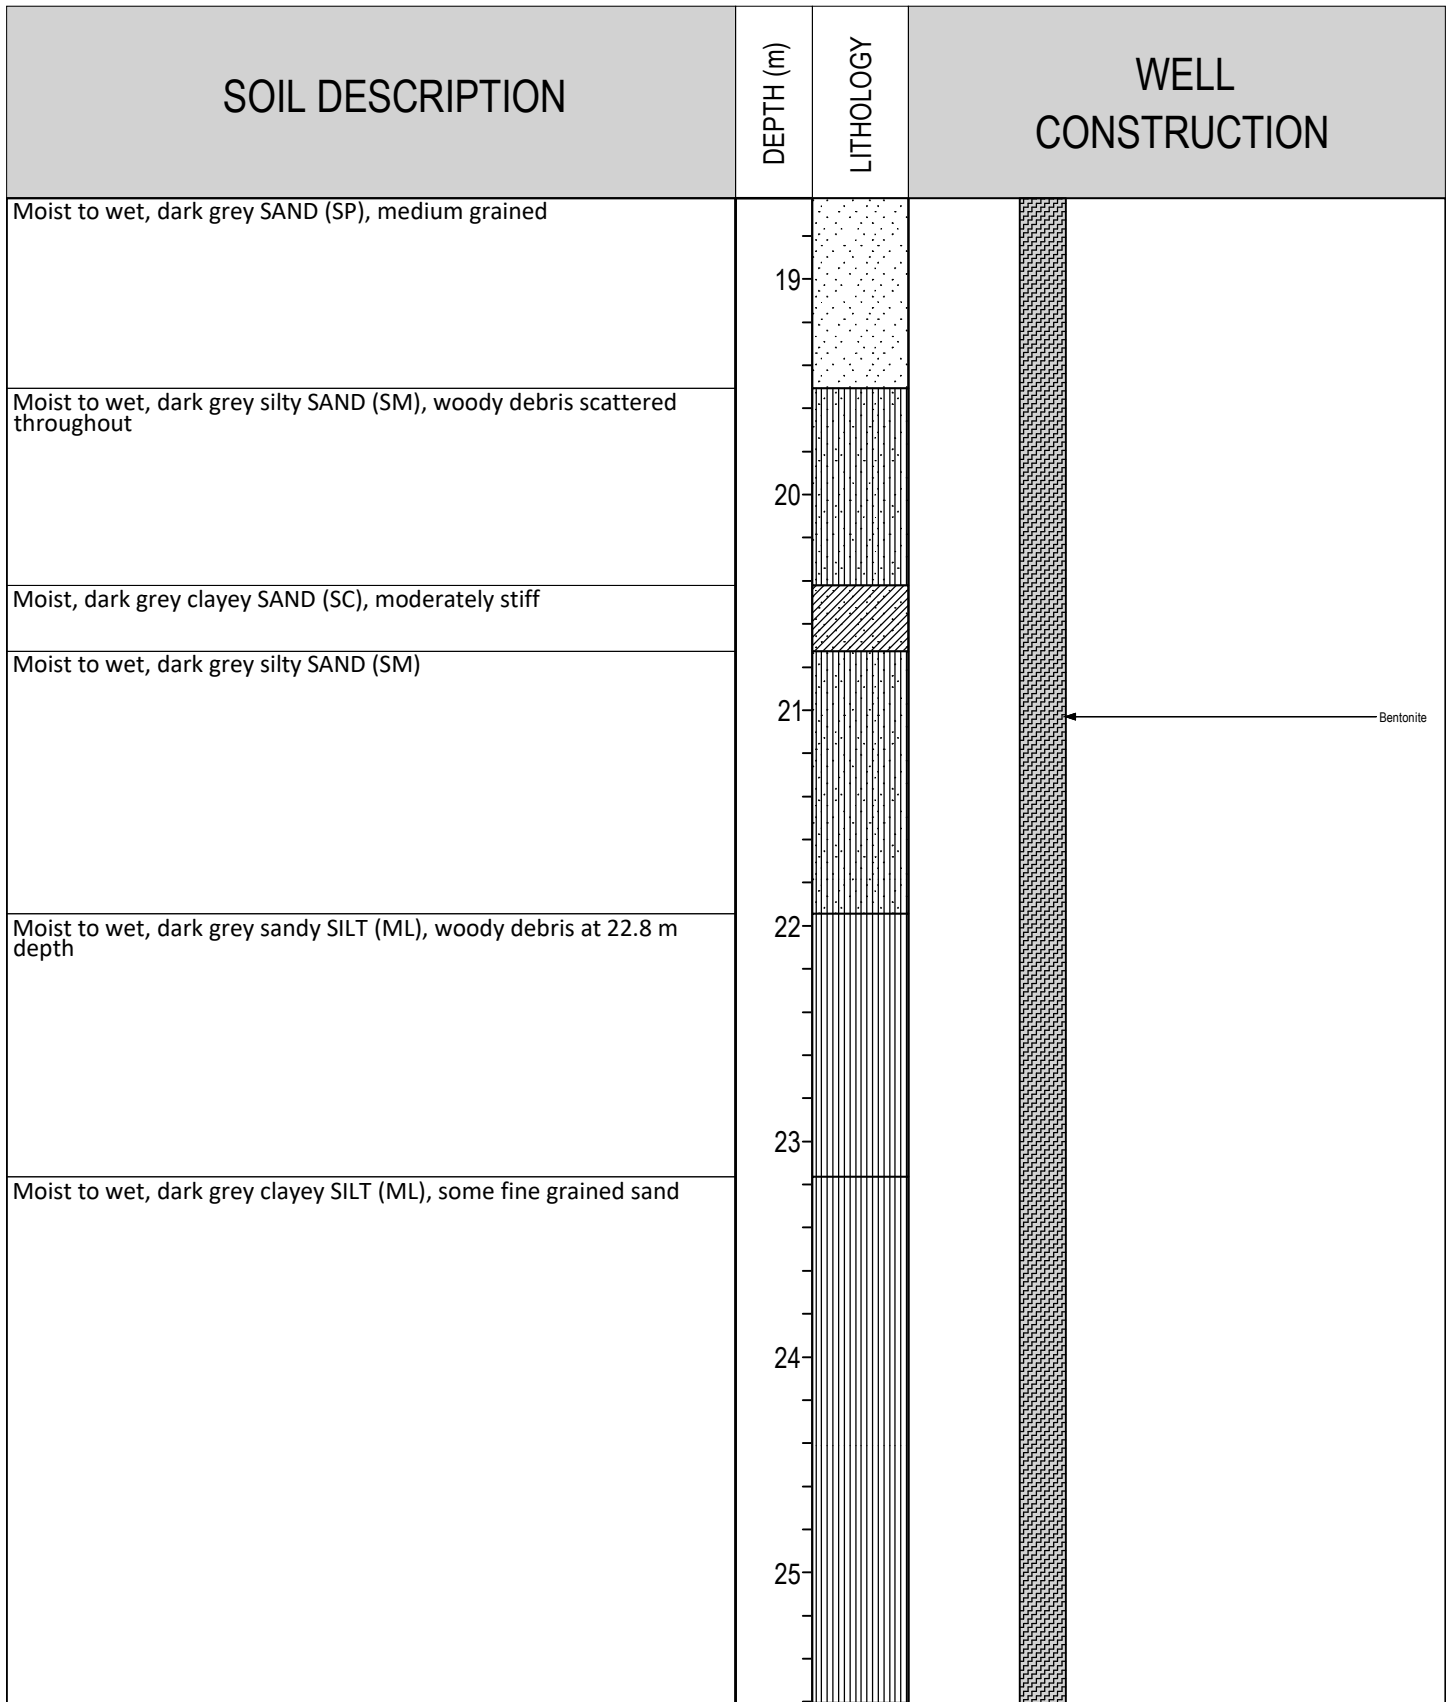 SOIL DESCRIPTION
DEPTH (m)
LITHOLOGY
WELL
CONSTRUCTION
Moist to wet, dark grey SAND (SP), medium grained
19
Moist to wet, dark grey silty SAND (SM), woody debris scattered
throughout
20
Moist, dark grey clayey SAND (SC), moderately stiff
Moist to wet, dark grey silty SAND (SM)
21
Bentonite
Moist to wet, dark grey sandy SILT (ML), woody debris at 22.8 m
depth
22
23
Moist to wet, dark grey clayey SILT (ML), some fine grained sand
24
25